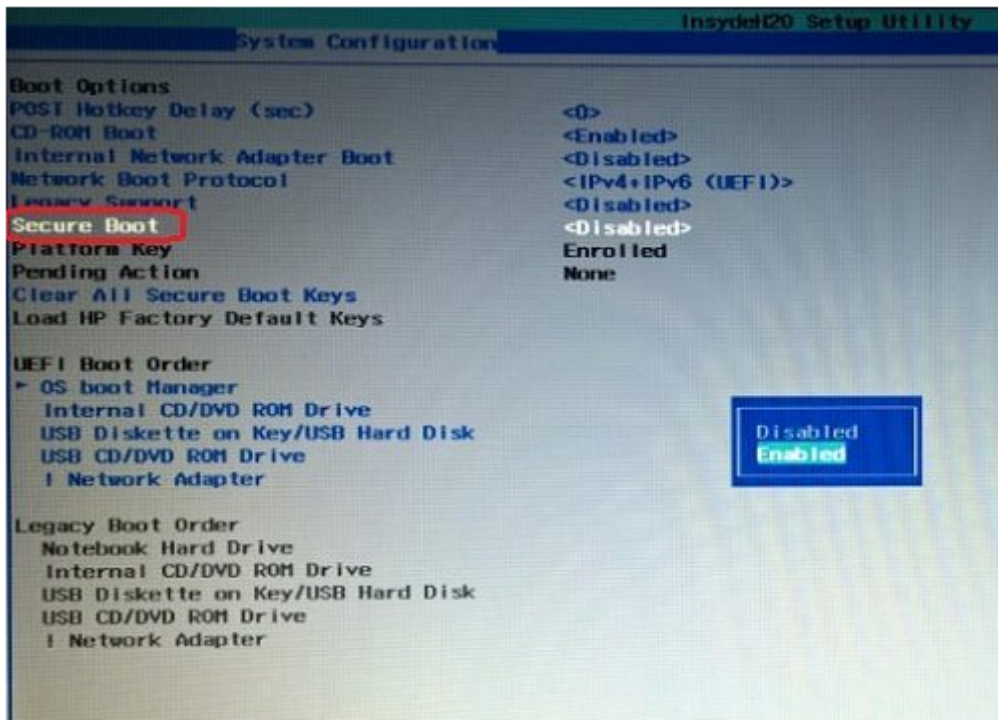 InsydeH20 Setup Utility
System Configuration
Boot Options
POST Hotkey Delay (sec) <0>
CD-ROM Boot <Enabled>
Internal Network Adapter Boot <Disabled>
Network Boot Protocol <IPv4+IPv6 (UEFI)>
Legacy Support <Disabled>
Secure Boot <Disabled>
Platform Key Enrolled
Pending Action None
Clear All Secure Boot Keys
Load HP Factory Default Keys
UEFI Boot Order
► OS boot Manager
Internal CD/DVD ROM Drive
USB Diskette on Key/USB Hard Disk
USB CD/DVD ROM Drive
! Network Adapter
Disabled
Enabled
Legacy Boot Order
Notebook Hard Drive
Internal CD/DVD ROM Drive
USB Diskette on Key/USB Hard Disk
USB CD/DVD ROM Drive
! Network Adapter